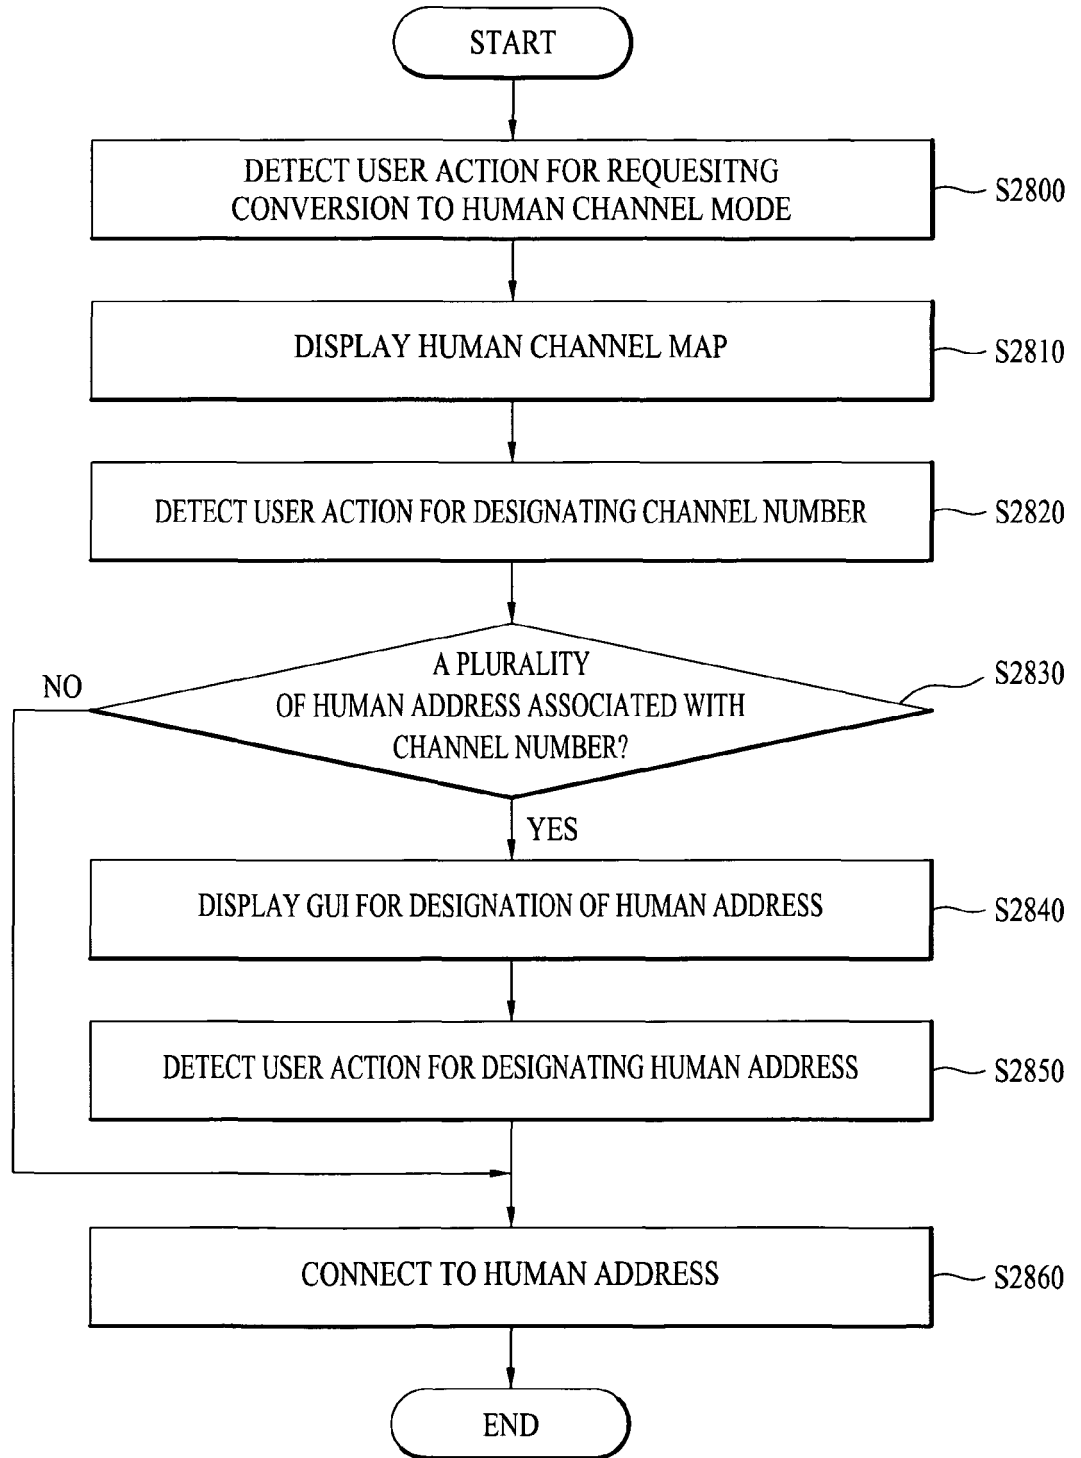 START
DETECT USER ACTION FOR REQUESITNG
CONVERSION TO HUMAN CHANNEL MODE
S2800
DISPLAY HUMAN CHANNEL MAP
S2810
DETECT USER ACTION FOR DESIGNATING CHANNEL NUMBER
S2820
A PLURALITY
OF HUMAN ADDRESS ASSOCIATED WITH
CHANNEL NUMBER?
S2830
NO
YES
DISPLAY GUI FOR DESIGNATION OF HUMAN ADDRESS
S2840
DETECT USER ACTION FOR DESIGNATING HUMAN ADDRESS
S2850
CONNECT TO HUMAN ADDRESS
S2860
END